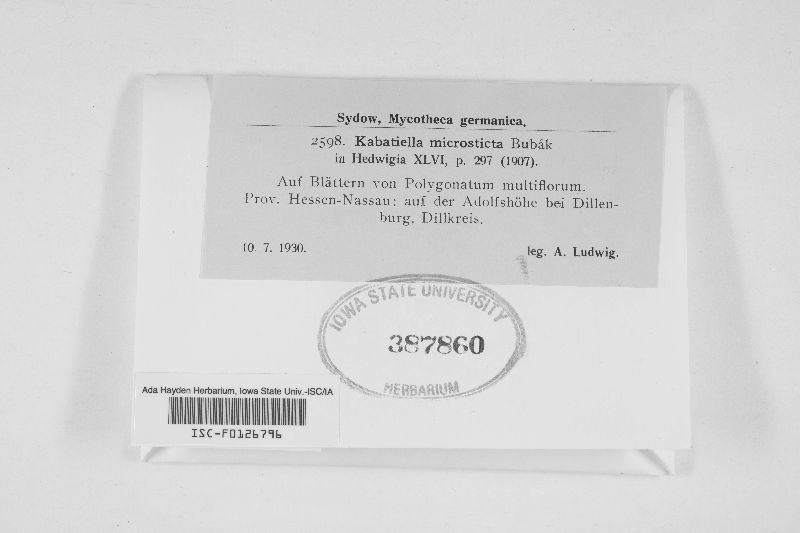 Sydow, Mycotheca germanica,
2598. Kabatiella microsticta Bubák
in Hedwigia XLVI, p. 297 (1907).
Auf Blättern von Polygonatum multiflorum.
Prov. Hessen-Nassau: auf der Adolfshöhe bei Dillen-
burg, Dillkreis.
10. 7. 1930. leg. A. Ludwig.
IOWA STATE UNIVERSITY
387860
HERBARIUM
Ada Hayden Herbarium, Iowa State Univ.-ISC/IA
ISC-F0126796